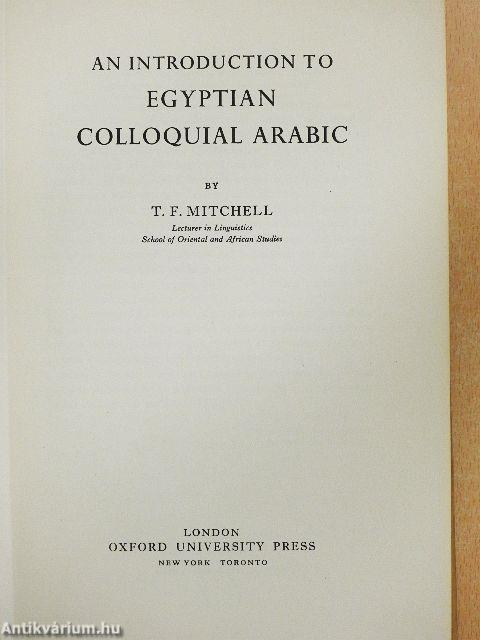 AN INTRODUCTION TO
EGYPTIAN
COLLOQUIAL ARABIC
BY
T. F. MITCHELL
Lecturer in Linguistics
School of Oriental and African Studies
LONDON
OXFORD UNIVERSITY PRESS
NEW YORK TORONTO
Antikvárium.hu